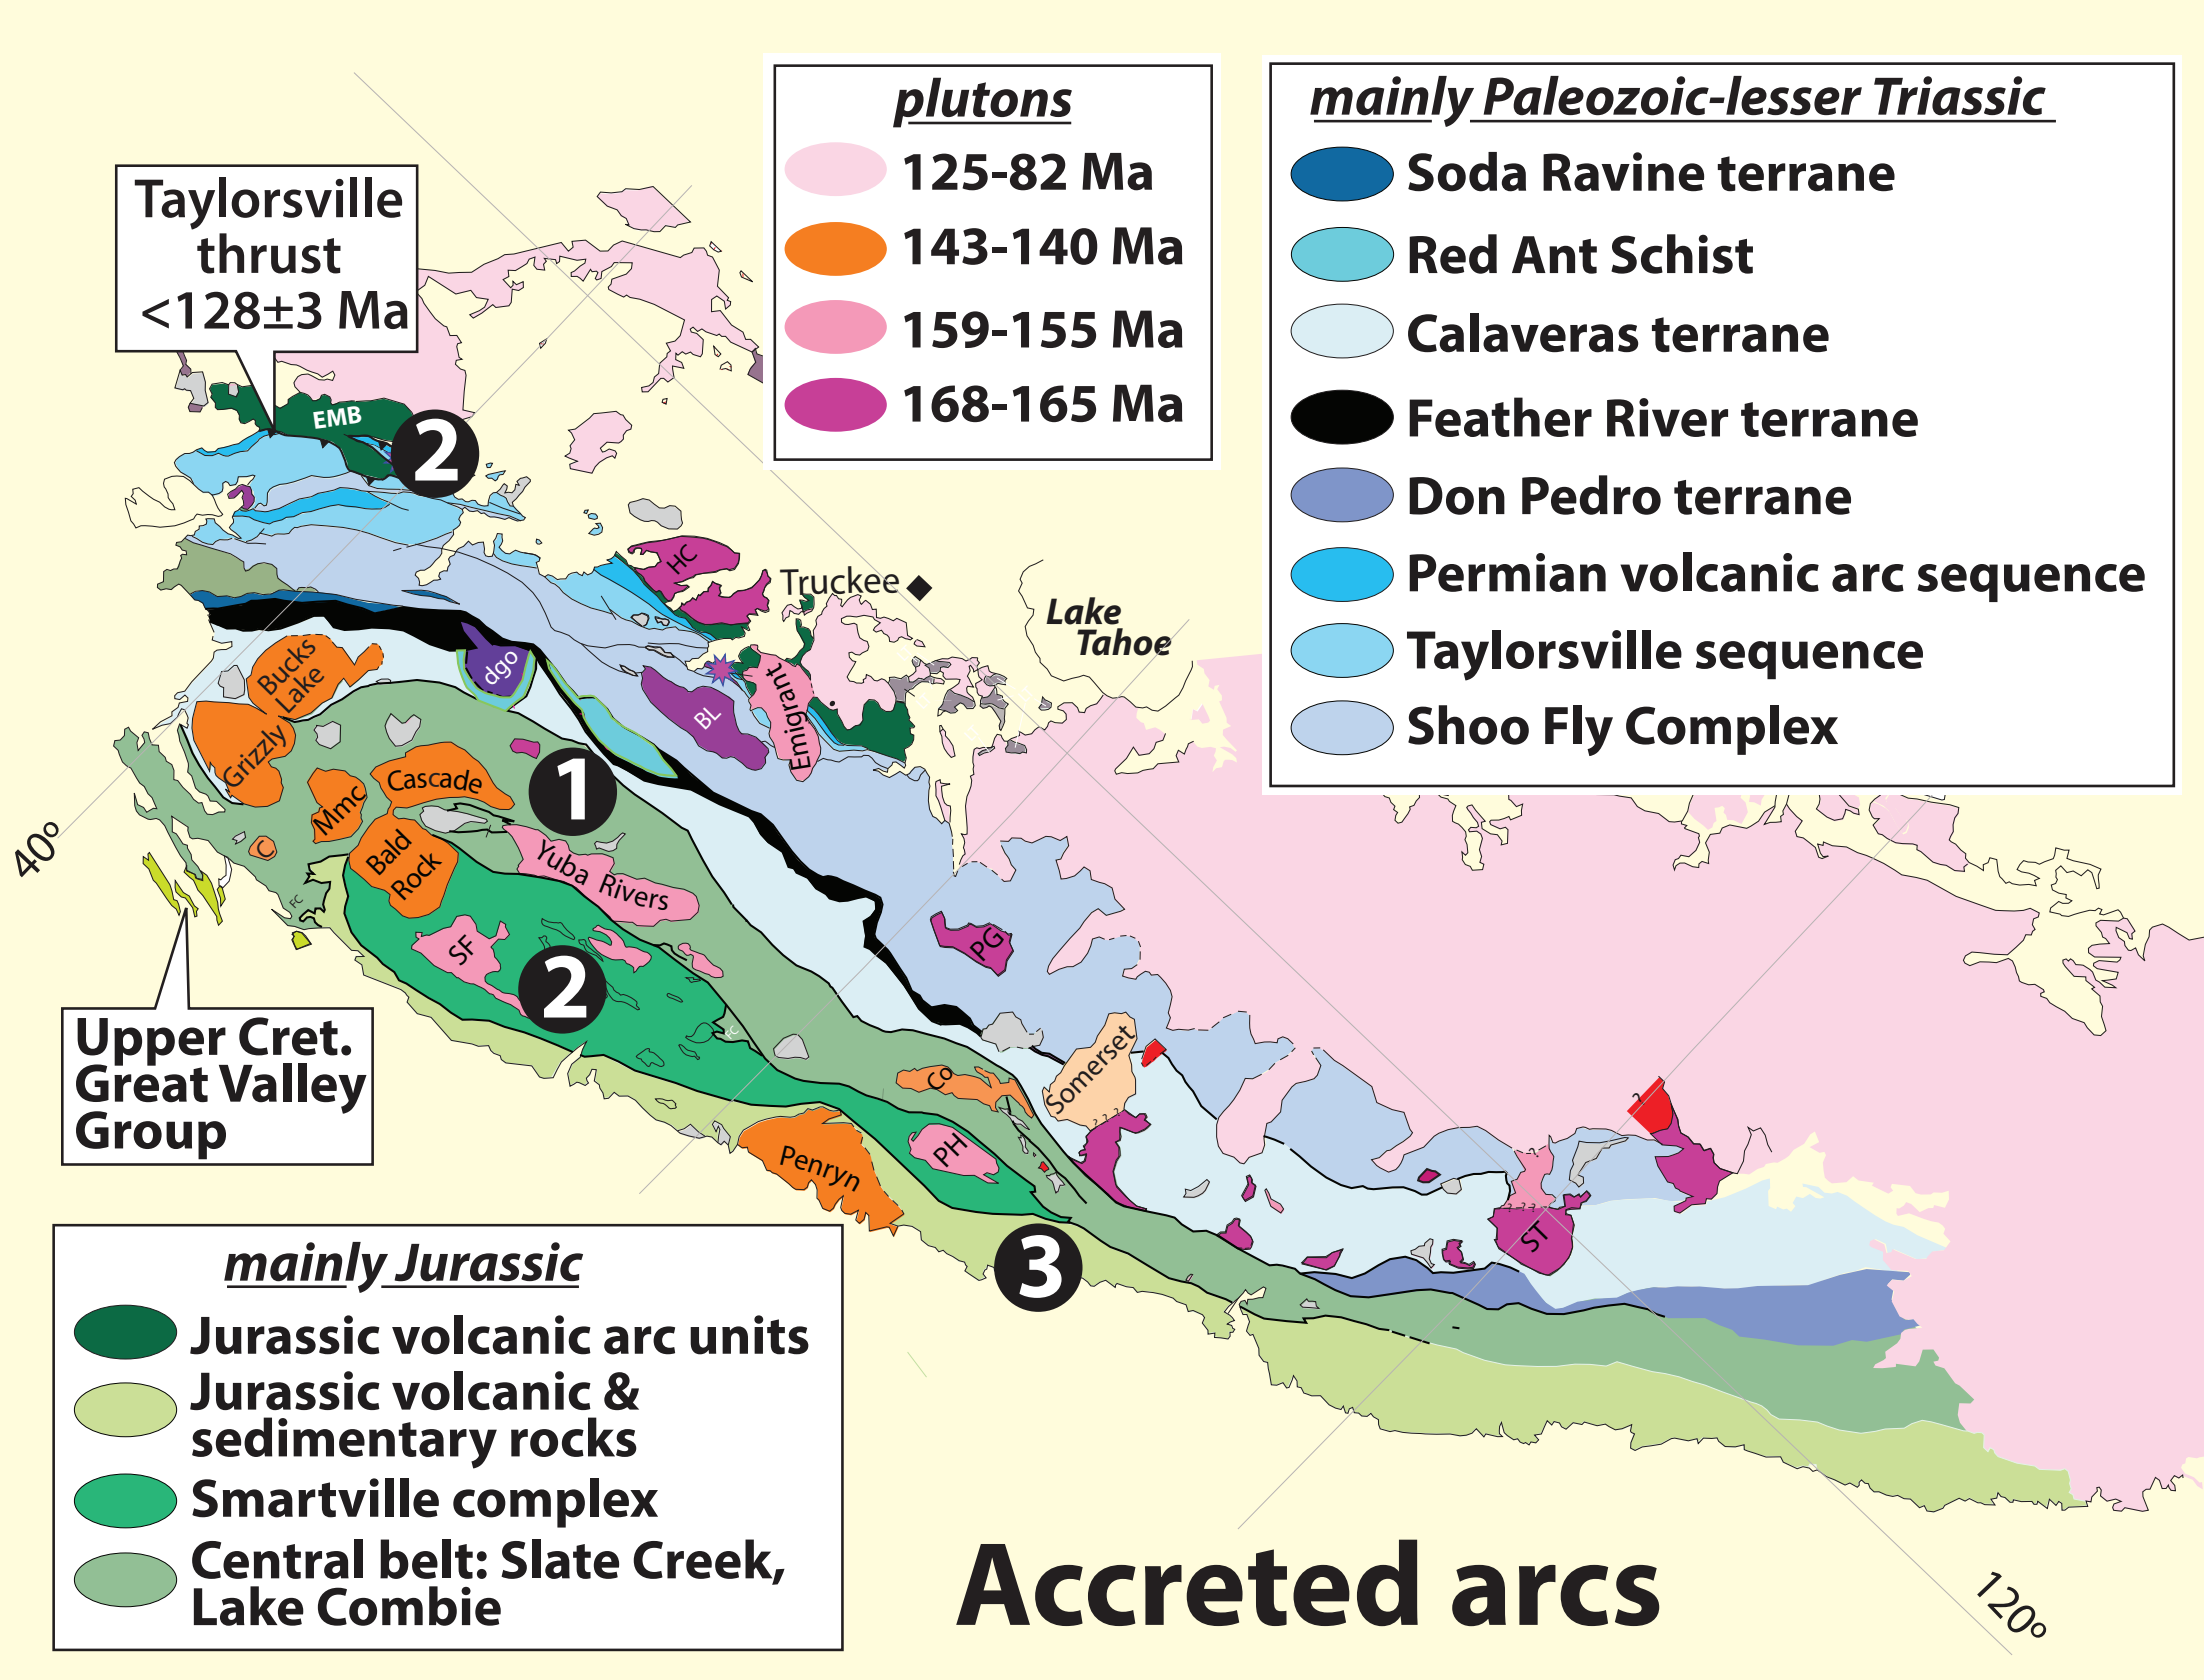 plutons
125-82 Ma
143-140 Ma
159-155 Ma
168-165 Ma
mainly Paleozoic-lesser Triassic
Soda Ravine terrane
Red Ant Schist
Calaveras terrane
Feather River terrane
Don Pedro terrane
Permian volcanic arc sequence
Taylorsville sequence
Shoo Fly Complex
Taylorsville
thrust
<128±3 Ma
EMB
2
HC
Truckee
Lake
Tahoe
dgo
BL
Emigrant
Bucks
Lake
Grizzly
Mmc
Cascade
1
C
Bald
Rock
Yuba Rivers
FC
SF
2
FC
PG
40º
Upper Cret.
Great Valley
Group
Somerset
? ? ?
Co
PH
Penryn
3
?
? ? ?
ST
mainly Jurassic
Jurassic volcanic arc units
Jurassic volcanic &
sedimentary rocks
Smartville complex
Central belt: Slate Creek,
Lake Combie
Accreted arcs
120º